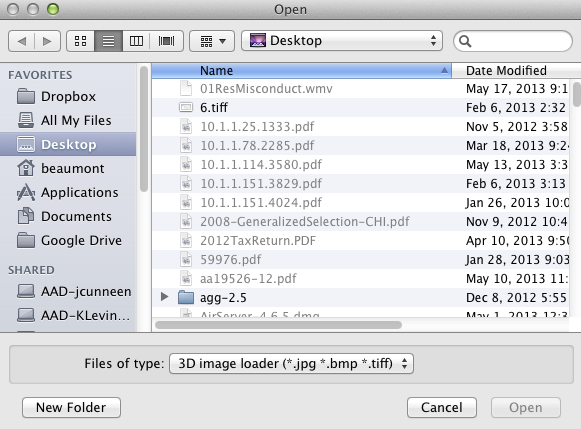 Open
Desktop
FAVORITES
Dropbox
All My Files
Desktop
beaumont
Applications
Documents
Google Drive
SHARED
AAD-jcunneen
AAD-KLevin...
Name Date Modified
01ResMisconduct.wmv May 17, 2013 9:1
6.tiff Feb 6, 2013 2:32
10.1.1.25.1333.pdf Nov 5, 2012 3:58
10.1.1.78.2285.pdf Mar 18, 2013 9:24
10.1.1.114.3580.pdf May 13, 2013 3:3
10.1.1.151.3829.pdf Feb 6, 2013 3:13
10.1.1.151.4024.pdf Jan 26, 2013 10:0
2008-GeneralizedSelection-CHI.pdf Nov 9, 2012 10:4
2012TaxReturn.PDF Apr 10, 2013 9:50
59976.pdf Jan 28, 2013 9:03
aa19526-12.pdf May 10, 2013 11:
agg-2.5 Dec 8, 2012 5:55
AirServer-4.6.5.dmg May 1, 2013 12:3
Files of type: 3D image loader (*.jpg *.bmp *.tiff)
New Folder Cancel Open